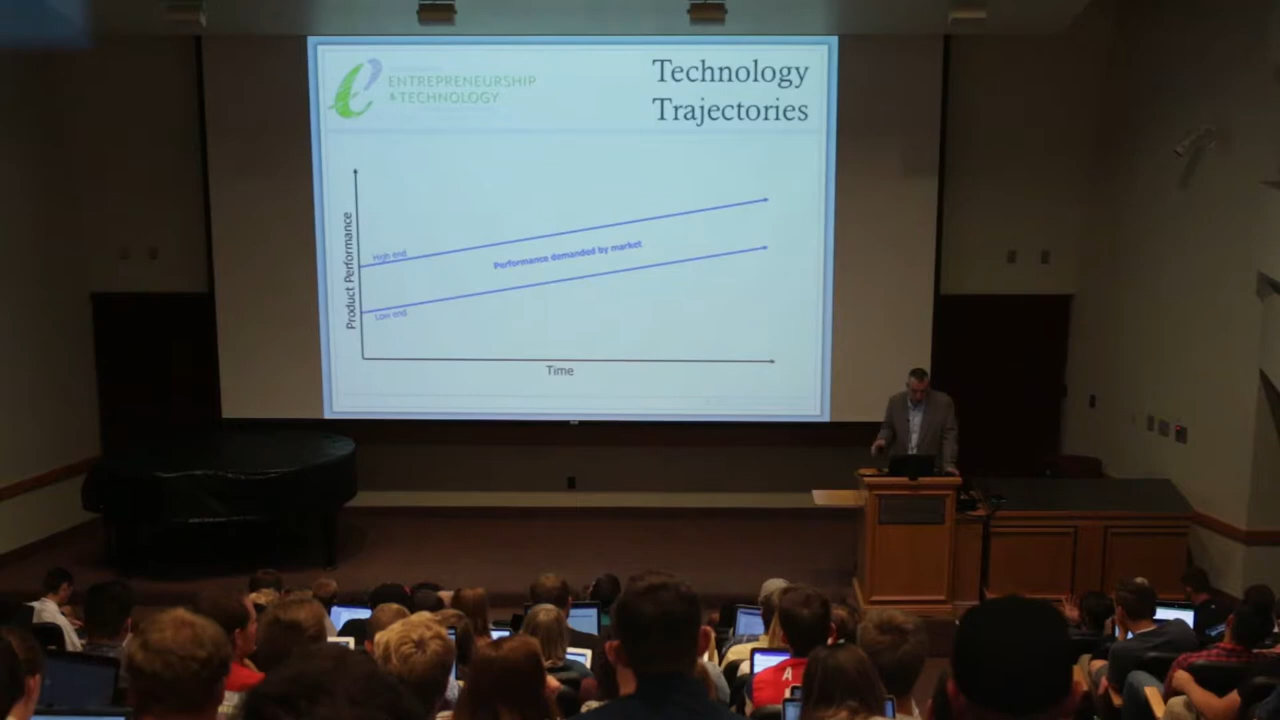 ENTREPRENEURSHIP
& TECHNOLOGY
Technology
Trajectories
Product Performance
High end
Performance demanded by market
Low end
Time
A